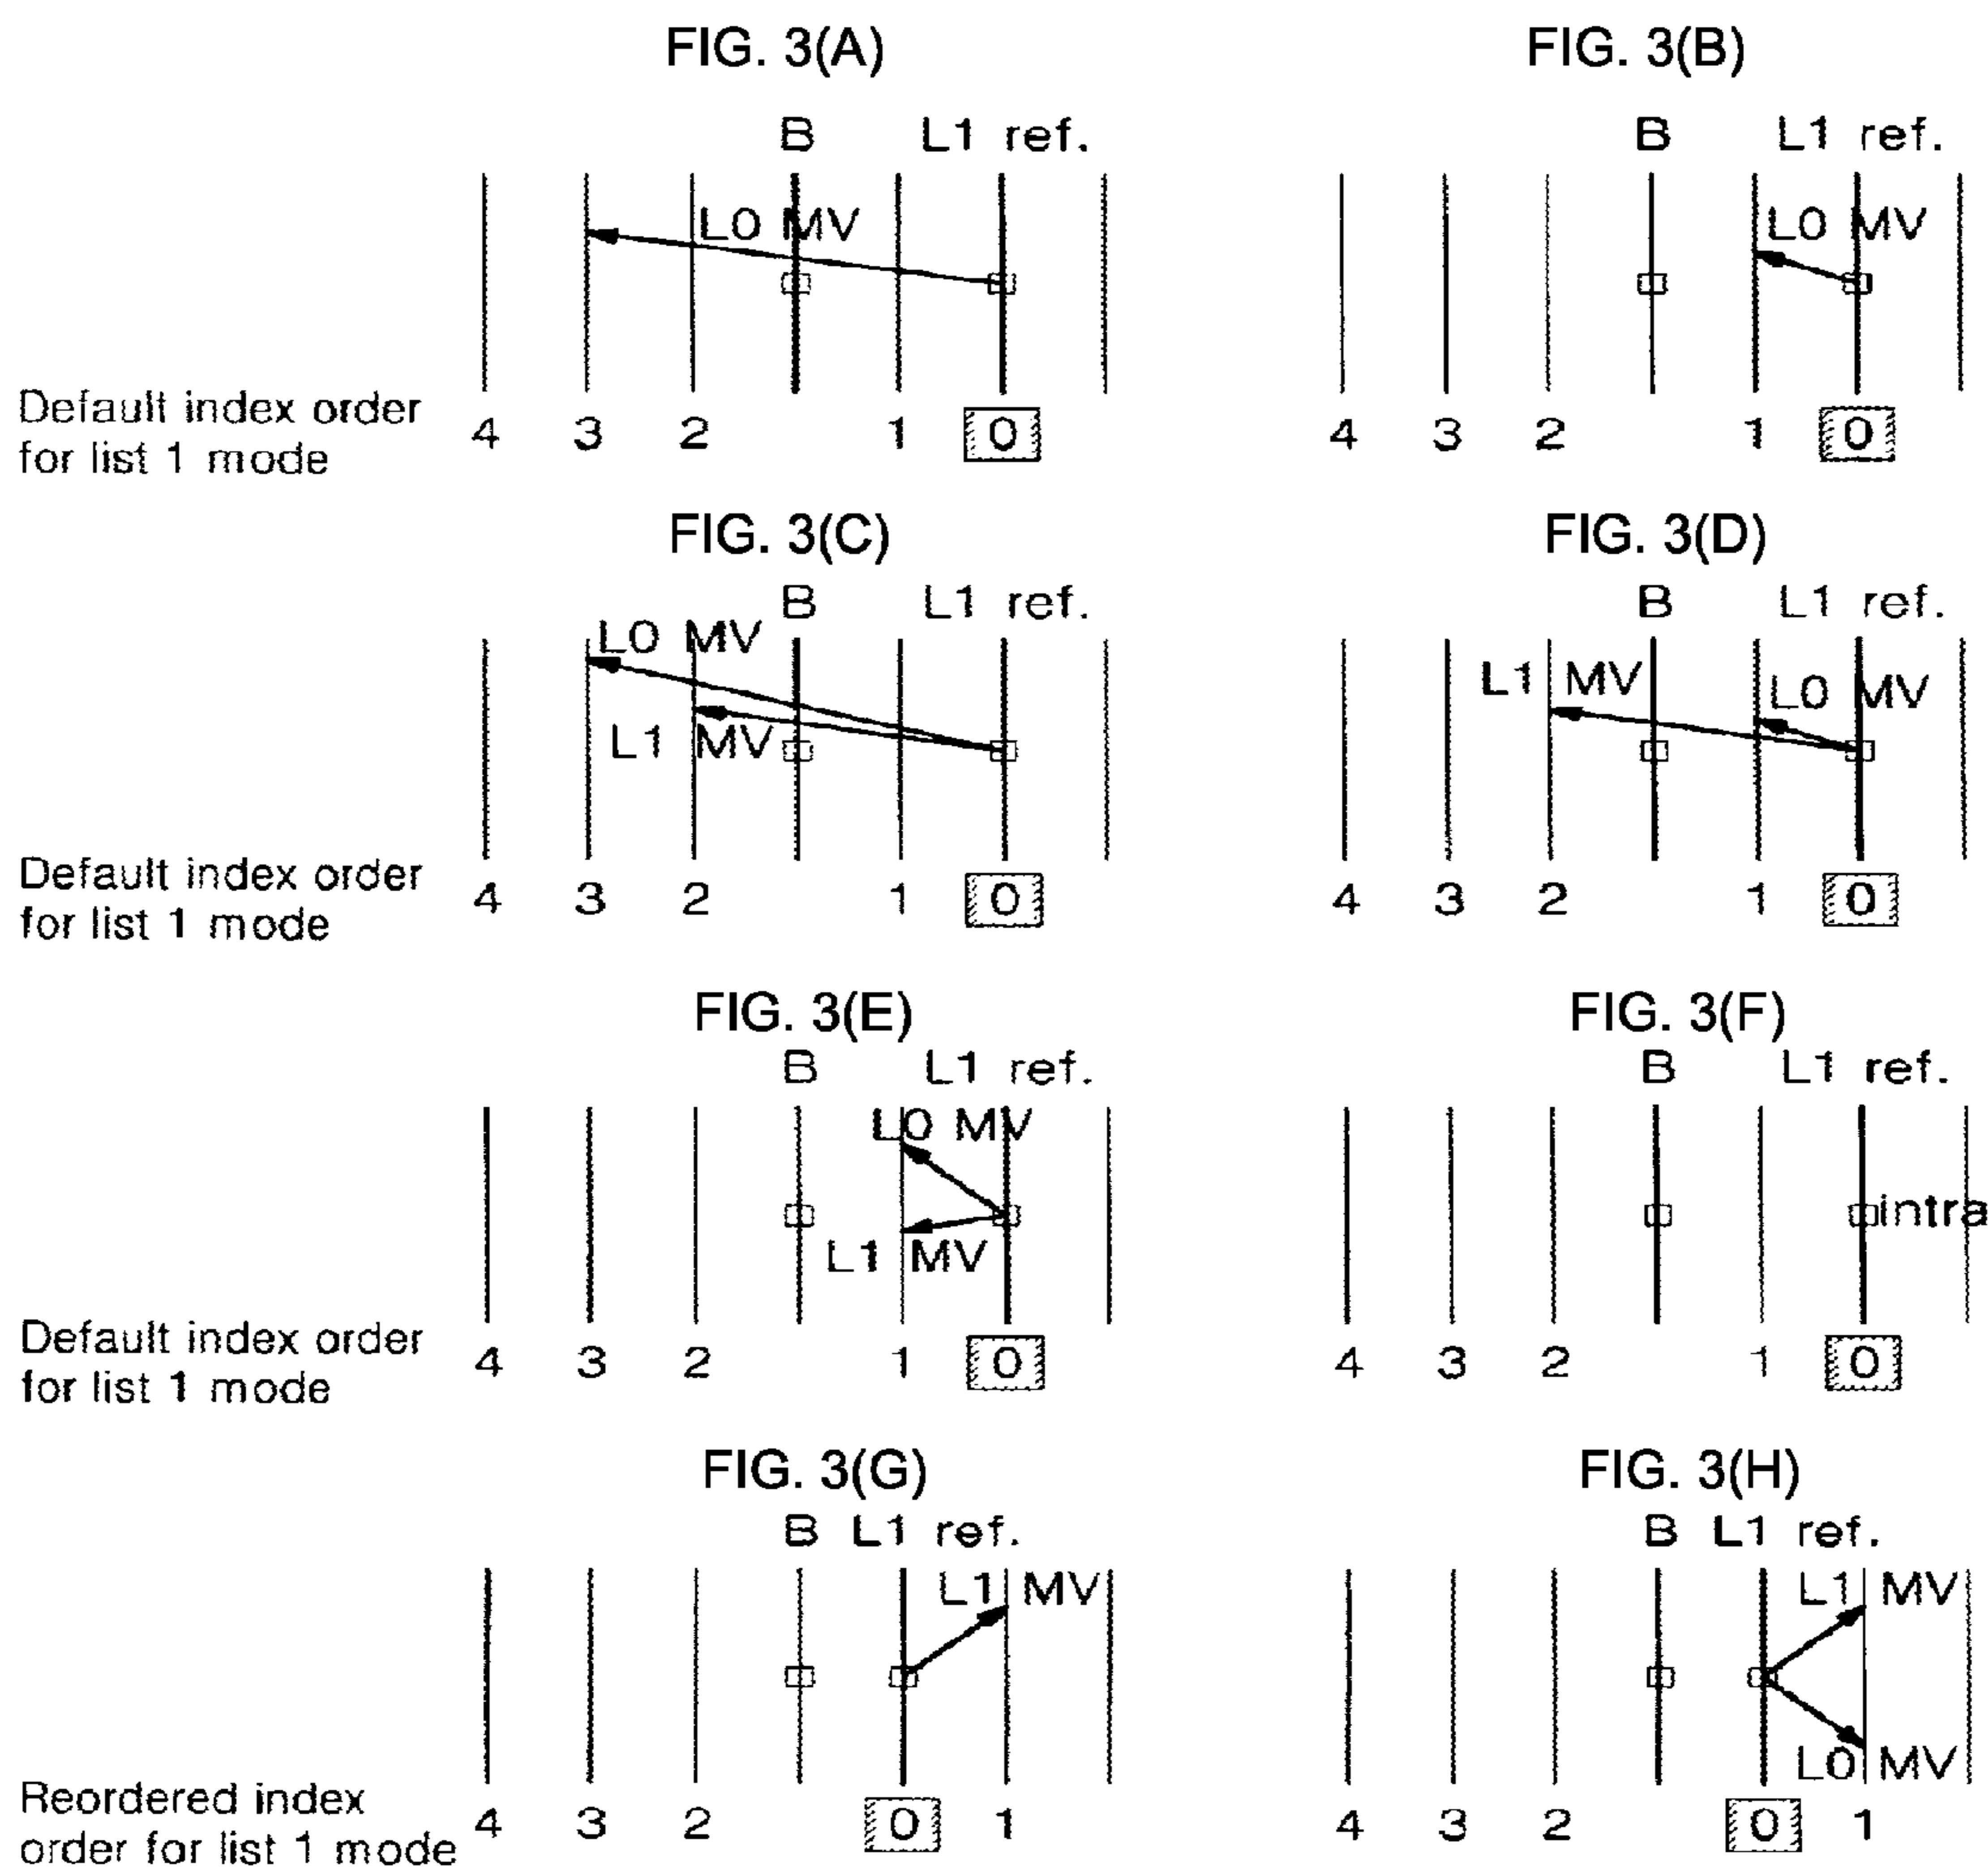 FIG. 3(A)
B L1 ref.
L0 MV
Default index order
for list 1 mode
4 3 2 1 0
FIG. 3(B)
B L1 ref.
L0 MV
4 3 2 1 0
FIG. 3(C)
B L1 ref.
L0 MV
L1 MV
Default index order
for list 1 mode
4 3 2 1 0
FIG. 3(D)
B L1 ref.
L1 MV
L0 MV
4 3 2 1 0
FIG. 3(E)
B L1 ref.
L0 MV
L1 MV
Default index order
for list 1 mode
4 3 2 1 0
FIG. 3(F)
B L1 ref.
intra
4 3 2 1 0
FIG. 3(G)
B L1 ref.
L1 MV
Reordered index
order for list 1 mode
4 3 2 0 1
FIG. 3(H)
B L1 ref.
L1 MV
L0 MV
4 3 2 0 1